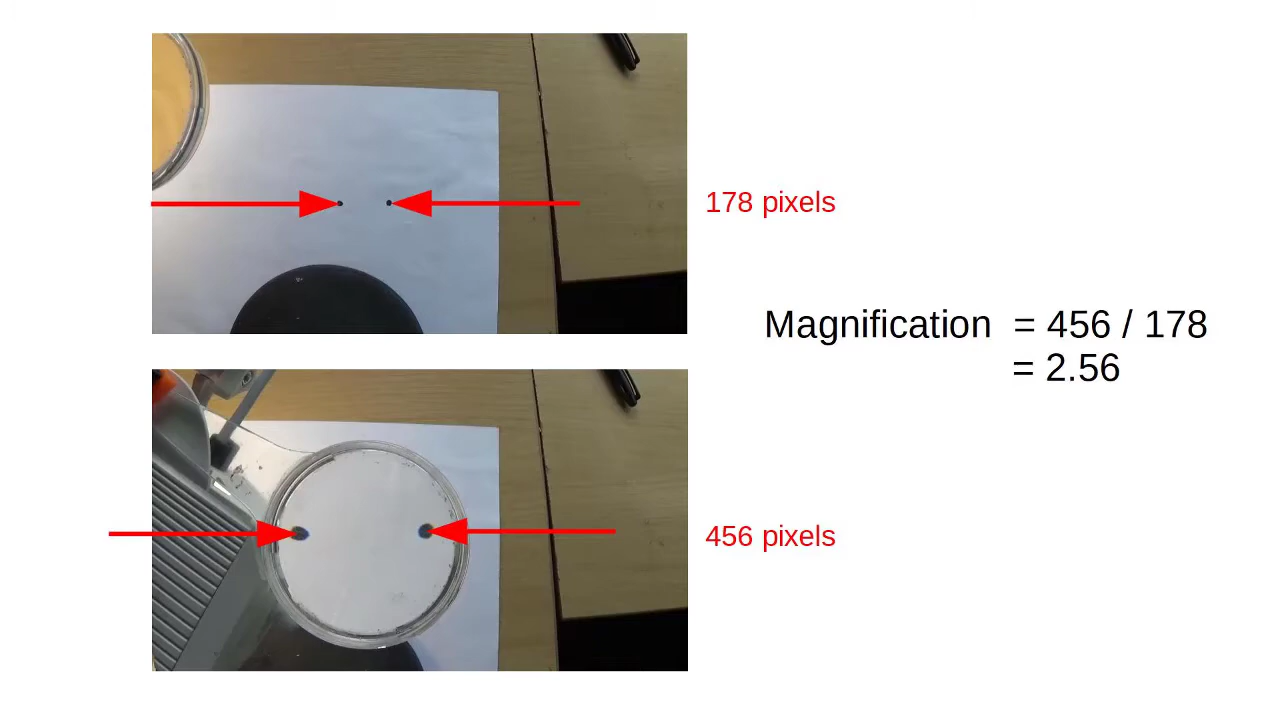 178 pixels
Magnification = 456 / 178
= 2.56
456 pixels